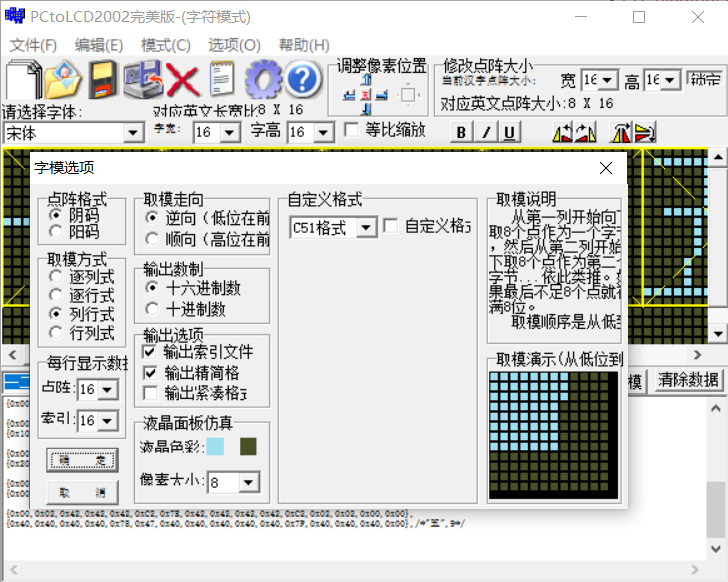 PCtoLCD2002完美版-(字符模式)
文件(F) 编辑(E) 模式(C) 选项(O) 帮助(H)
调整像素位置
修改点阵大小
当前汉字点阵大小: 宽 16 高 16 锁定
对应英文点阵大小:8 X 16
请选择字体: 对应英文长宽比:8 X 16
宋体 字宽: 16 字高 16 等比缩放 B I U
字模选项
点阵格式
阴码
阳码
取模方式
逐列式
逐行式
列行式
行列式
每行显示数据
点阵: 16
索引: 16
确 定
取 消
取模走向
逆向（低位在前
顺向（高位在前
输出数制
十六进制数
十进制数
输出选项
输出索引文件
输出精简格
输出紧凑格式
液晶面板仿真
液晶色彩:
像素大小: 8
自定义格式
C51格式 自定义格式
取模说明
从第一列开始向下
取8个点作为一个字节
，然后从第二列开始
下取8个点作为第二个
字节...依此类推。如
果最后不足8个点就补
满8位。
取模顺序是从低到
取模演示(从低位到
模 清除数据
{0x00
{0x00
{0x10
{0x00
{0x20
{0x00
{0x00
{0x00,0x02,0x42,0x42,0x42,0xC2,0x7E,0x42,0x42,0x42,0x42,0xC2,0x02,0x02,0x00,0x00},
{0x40,0x40,0x40,0x40,0x78,0x47,0x40,0x40,0x40,0x40,0x40,0x7F,0x40,0x40,0x40,0x00},/*"五",9*/